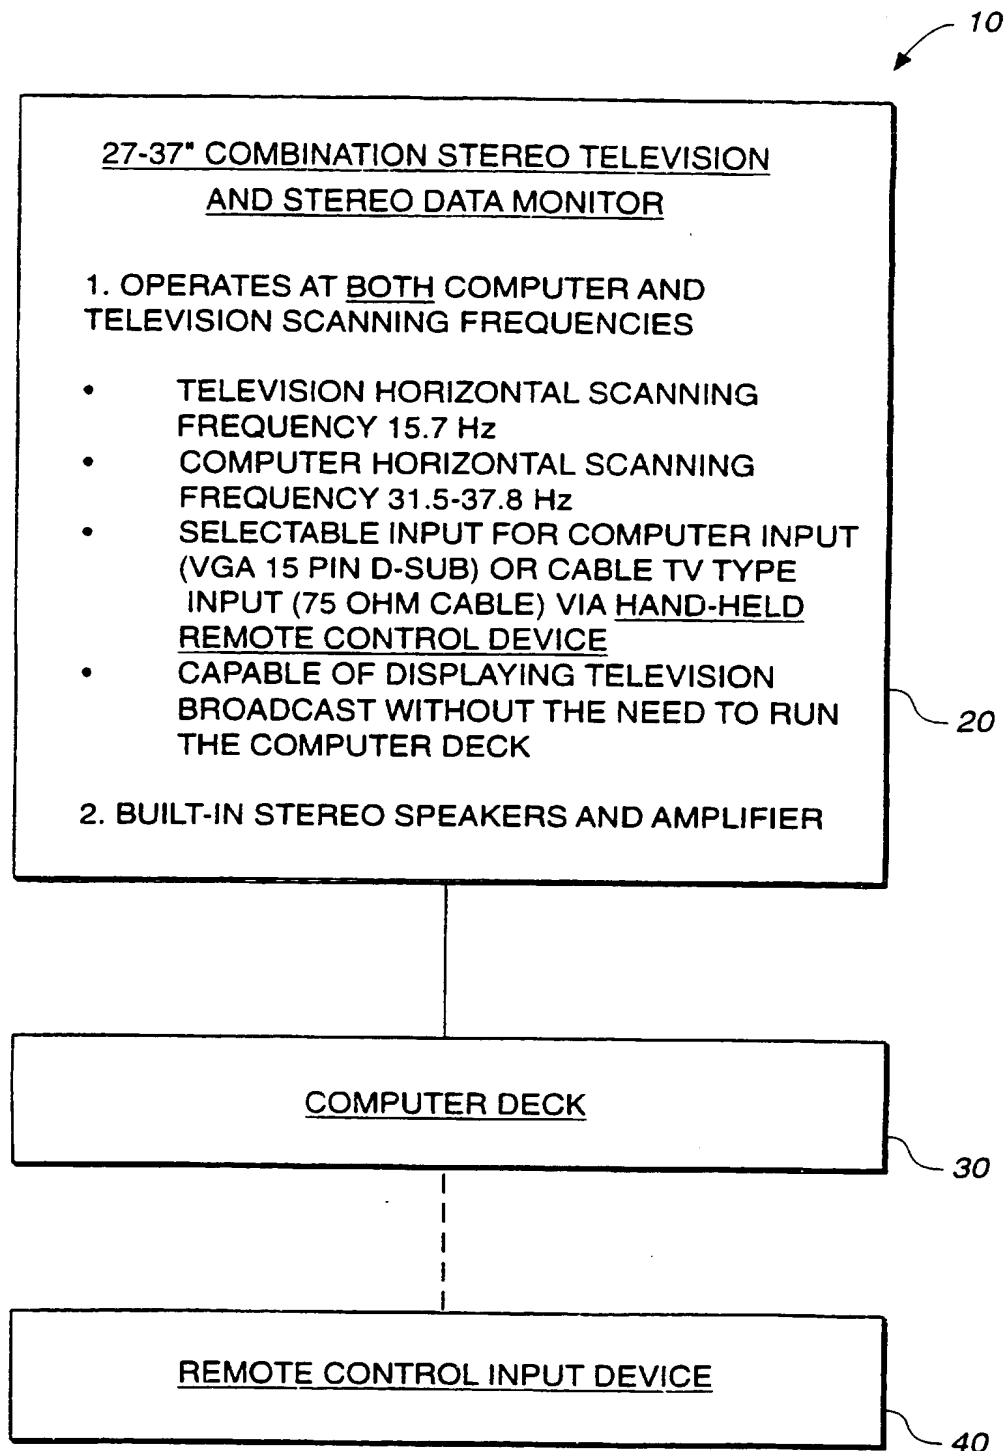 10
27-37" COMBINATION STEREO TELEVISION
AND STEREO DATA MONITOR
1. OPERATES AT BOTH COMPUTER AND
TELEVISION SCANNING FREQUENCIES
• TELEVISION HORIZONTAL SCANNING
FREQUENCY 15.7 Hz
• COMPUTER HORIZONTAL SCANNING
FREQUENCY 31.5-37.8 Hz
• SELECTABLE INPUT FOR COMPUTER INPUT
(VGA 15 PIN D-SUB) OR CABLE TV TYPE
INPUT (75 OHM CABLE) VIA HAND-HELD
REMOTE CONTROL DEVICE
• CAPABLE OF DISPLAYING TELEVISION
BROADCAST WITHOUT THE NEED TO RUN
THE COMPUTER DECK
20
2. BUILT-IN STEREO SPEAKERS AND AMPLIFIER
COMPUTER DECK
30
REMOTE CONTROL INPUT DEVICE
40